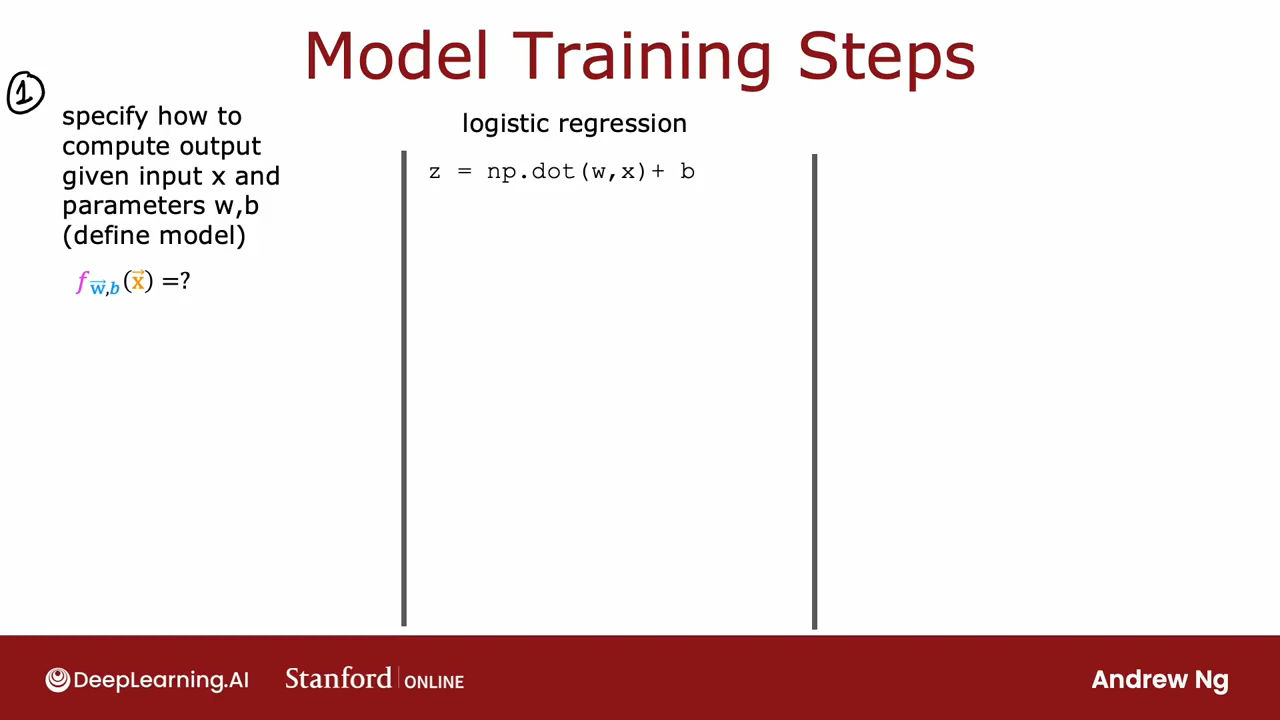 Model Training Steps
1
specify how to
compute output
given input x and
parameters w,b
(define model)
f w⃗,b (x⃗) =?
logistic regression
z = np.dot(w,x)+ b
DeepLearning.AI
Stanford ONLINE
Andrew Ng